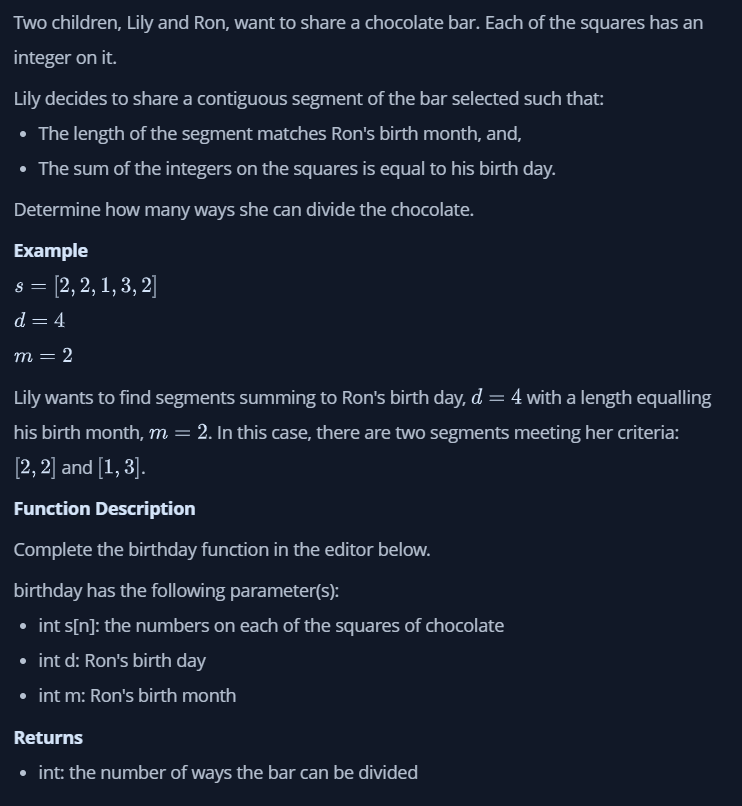 Two children, Lily and Ron, want to share a chocolate bar. Each of the squares has an
integer on it.
Lily decides to share a contiguous segment of the bar selected such that:
• The length of the segment matches Ron's birth month, and,
• The sum of the integers on the squares is equal to his birth day.
Determine how many ways she can divide the chocolate.
Example
s = [2, 2, 1, 3, 2]
d = 4
m = 2
Lily wants to find segments summing to Ron's birth day, d = 4 with a length equalling
his birth month, m = 2. In this case, there are two segments meeting her criteria:
[2, 2] and [1, 3].
Function Description
Complete the birthday function in the editor below.
birthday has the following parameter(s):
• int s[n]: the numbers on each of the squares of chocolate
• int d: Ron's birth day
• int m: Ron's birth month
Returns
• int: the number of ways the bar can be divided